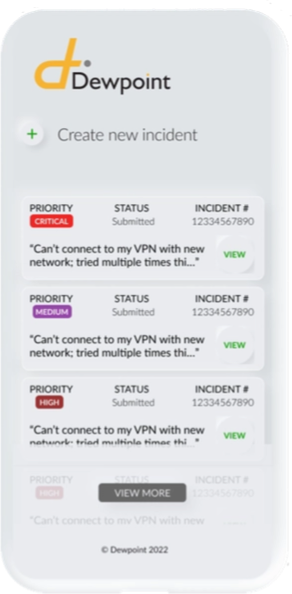 Dewpoint
+ Create new incident
PRIORITY STATUS INCIDENT #
CRITICAL Submitted 12334567890
"Can't connect to my VPN with new
network; tried multiple times thi..."
VIEW
PRIORITY STATUS INCIDENT #
MEDIUM Submitted 12334567890
"Can't connect to my VPN with new
network; tried multiple times thi..."
VIEW
PRIORITY STATUS INCIDENT #
HIGH Submitted 12334567890
"Can't connect to my VPN with new
network; tried multiple times thi..."
VIEW
PRIORITY STATUS INCIDENT #
HIGH 12334567890
VIEW MORE
"Can't connect to my VPN with new
© Dewpoint 2022